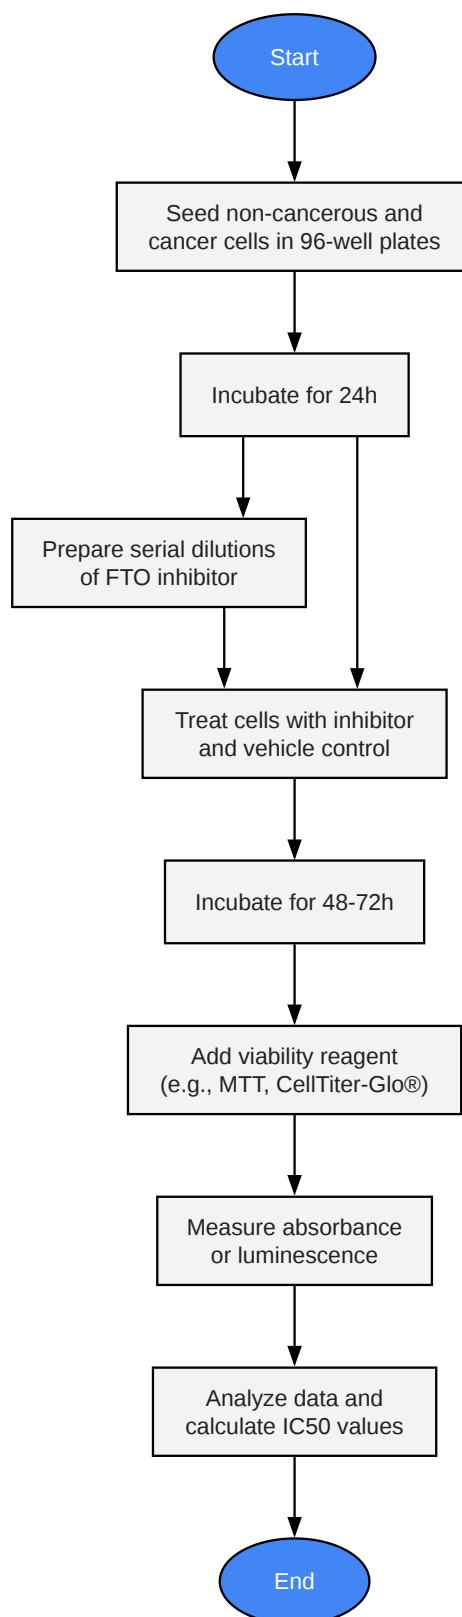 Start
Seed non-cancerous and
cancer cells in 96-well plates
Incubate for 24h
Prepare serial dilutions
of FTO inhibitor
Treat cells with inhibitor
and vehicle control
Incubate for 48-72h
Add viability reagent
(e.g., MTT, CellTiter-Glo®)
Measure absorbance
or luminescence
Analyze data and
calculate IC50 values
End